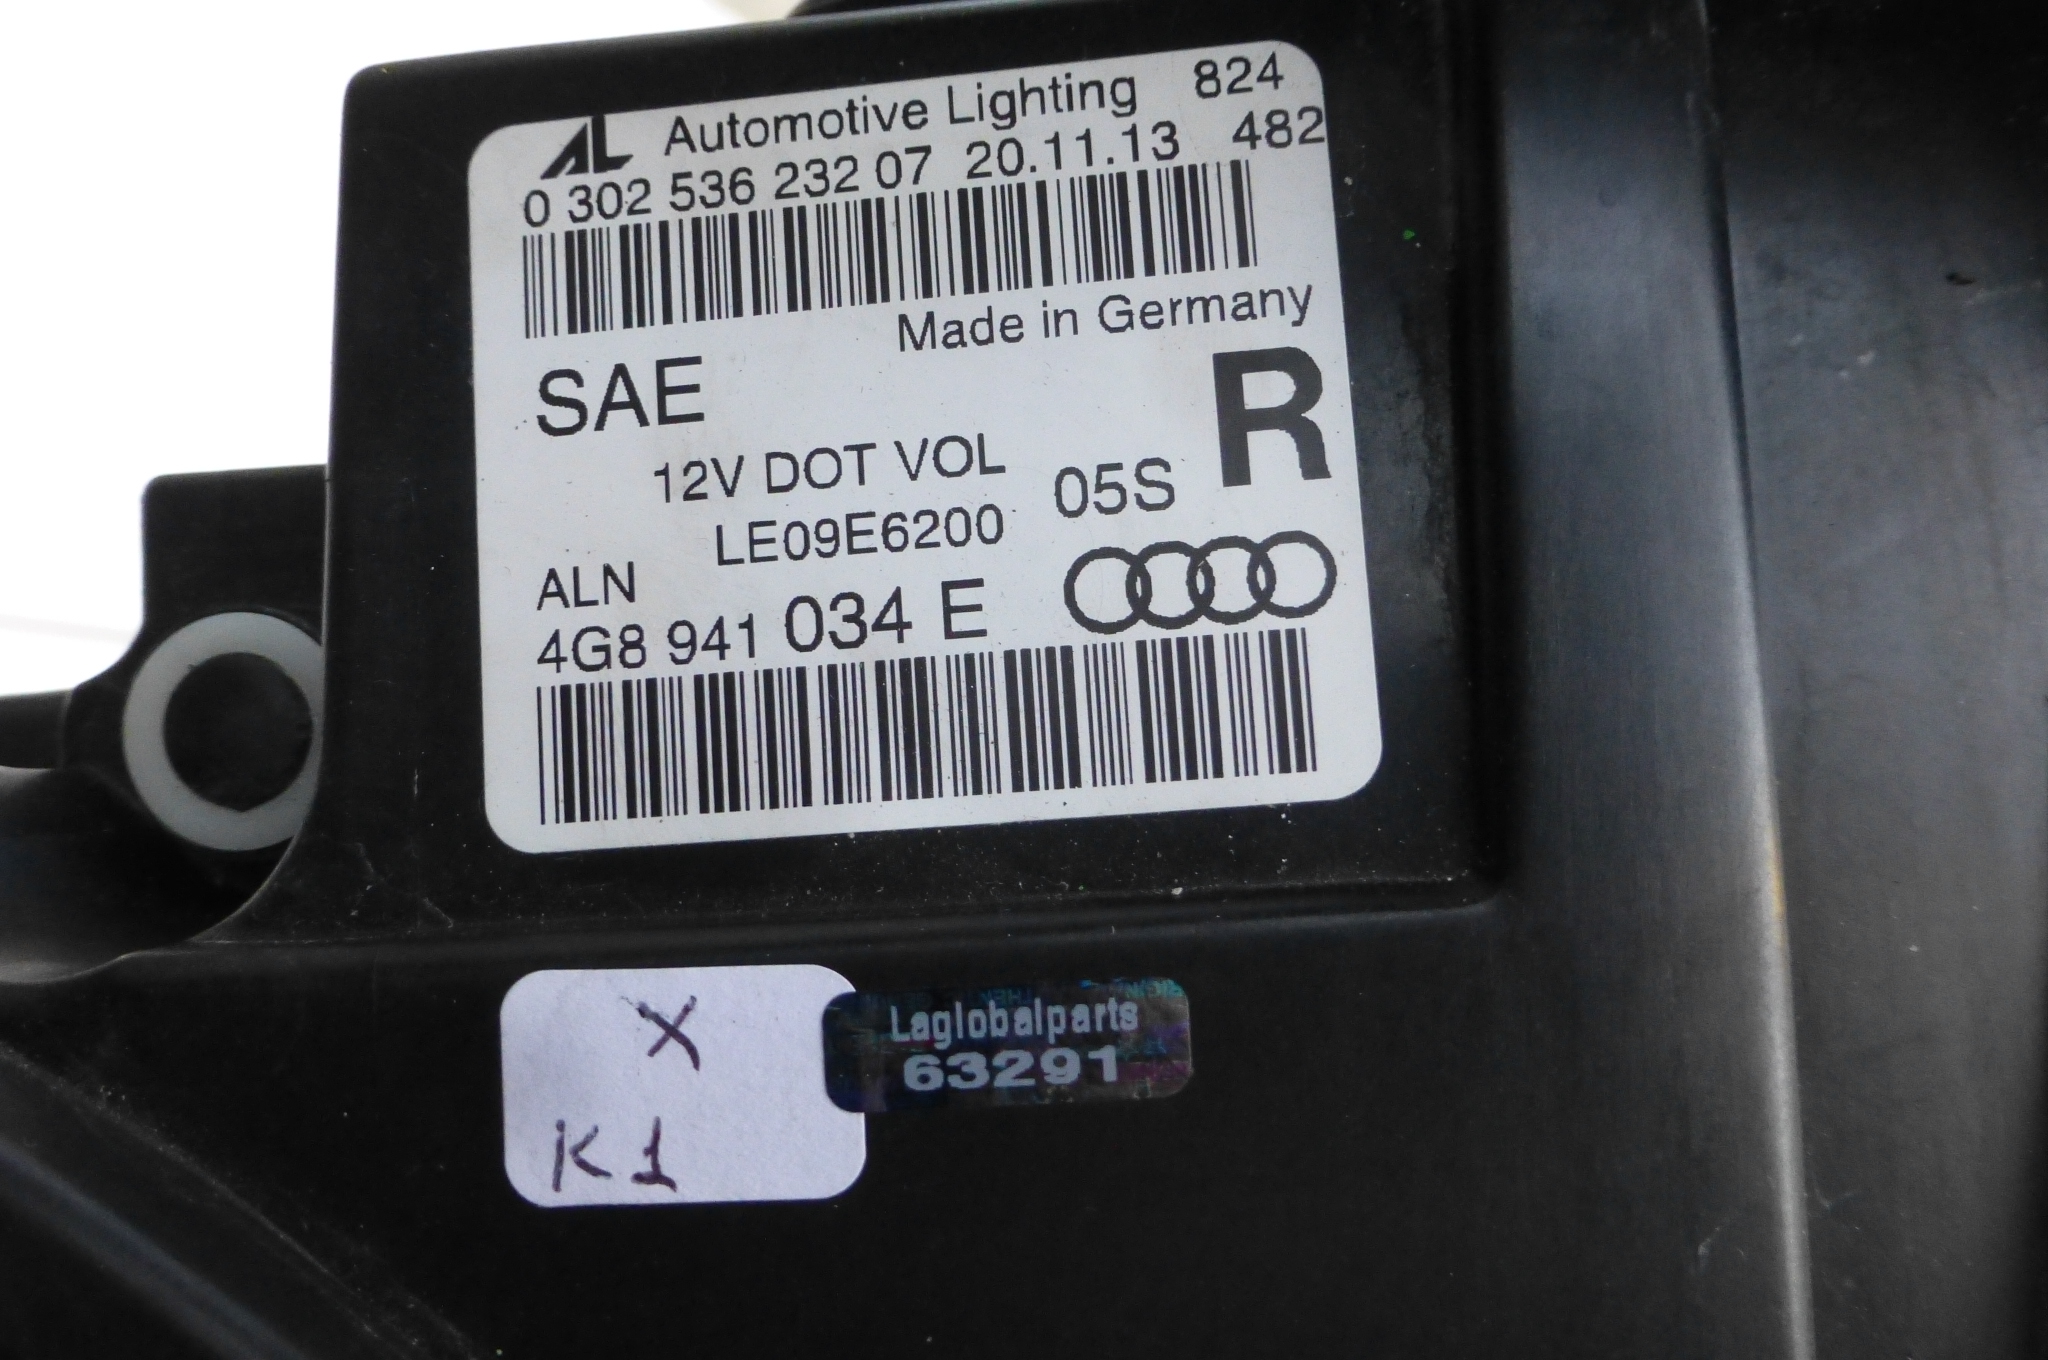 AL Automotive Lighting 824
0 302 536 232 07 20.11.13 482
Made in Germany
SAE
R
12V DOT VOL
05S
LE09E6200
ALN
4G8 941 034 E
X
K1
Laglobalparts
63291